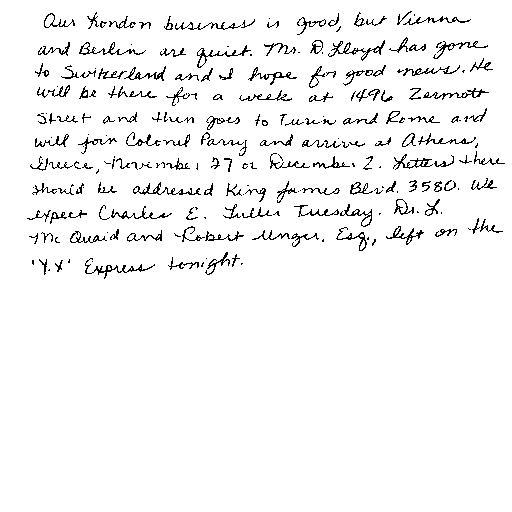 Our London business is good, but Vienna
and Berlin are quiet. Mr. D. Lloyd has gone
to Switzerland and I hope for good news. He
will be there for a week at 1496 Zermott
Street and then goes to Turin and Rome and
will join Colonel Parry and arrive at Athens,
Greece, November 27 or December 2. Letters there
should be addressed King James Blvd. 3580. We
expect Charles E. Fuller Tuesday. Dr. L.
Mc Quaid and Robert Unger, Esq., left on the
'Y.X' Express tonight.